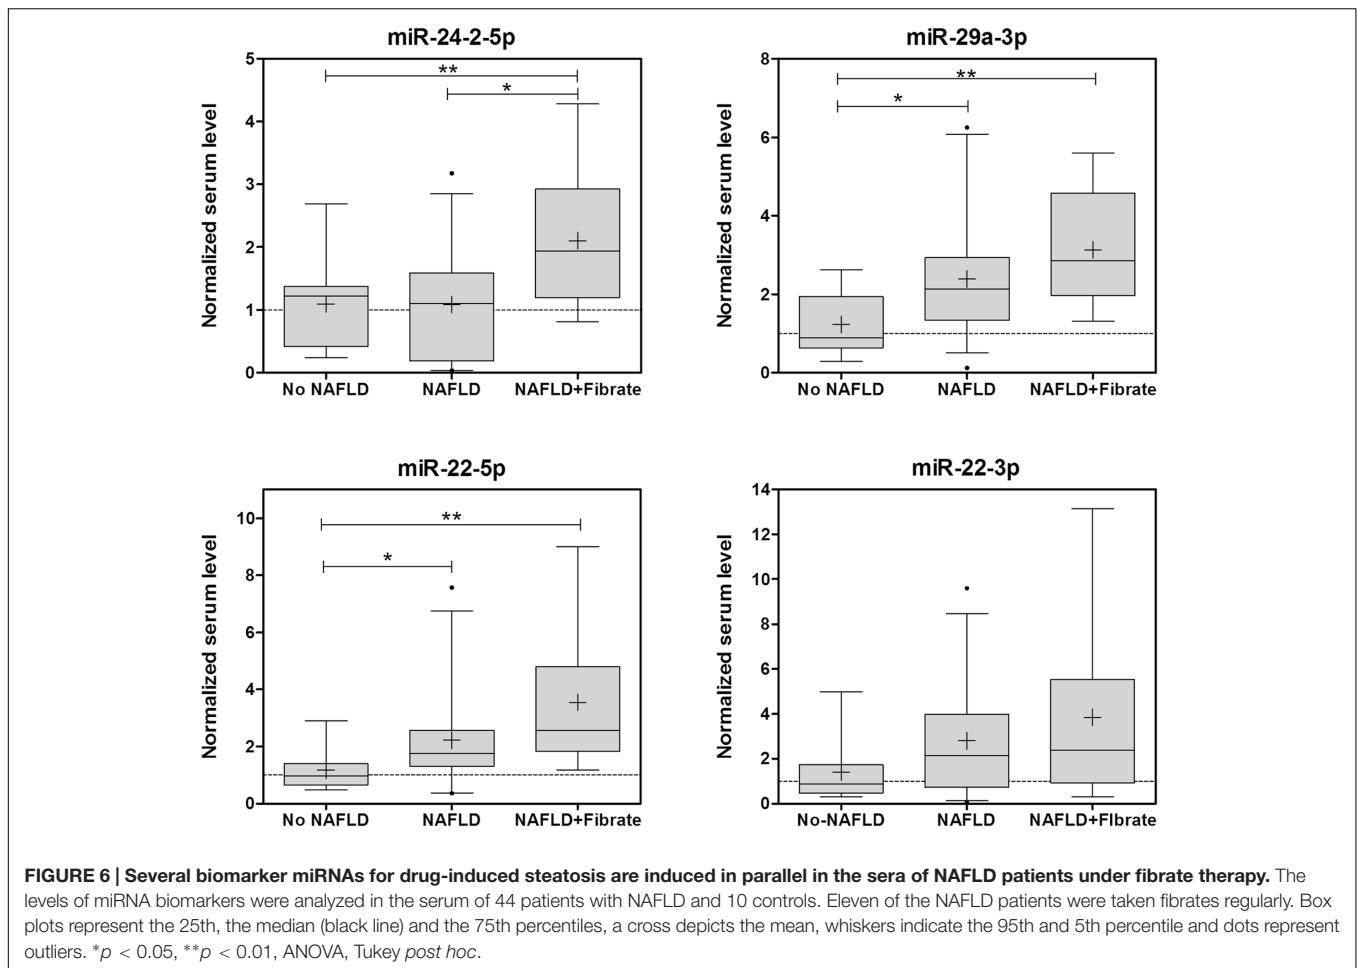 miR-24-2-5p
Normalized serum level
5
4
3
2
1
0
**
*
No NAFLD NAFLD NAFLD+Fibrate
miR-29a-3p
Normalized serum level
8
6
4
2
0
**
*
No NAFLD NAFLD NAFLD+Fibrate
miR-22-5p
Normalized serum level
10
8
6
4
2
0
**
*
No NAFLD NAFLD NAFLD+Fibrate
miR-22-3p
Normalized serum level
14
12
10
8
6
4
2
0
No-NAFLD NAFLD NAFLD+FIbrate
FIGURE 6 | Several biomarker miRNAs for drug-induced steatosis are induced in parallel in the sera of NAFLD patients under fibrate therapy. The
levels of miRNA biomarkers were analyzed in the serum of 44 patients with NAFLD and 10 controls. Eleven of the NAFLD patients were taken fibrates regularly. Box
plots represent the 25th, the median (black line) and the 75th percentiles, a cross depicts the mean, whiskers indicate the 95th and 5th percentile and dots represent
outliers. *p < 0.05, **p < 0.01, ANOVA, Tukey post hoc.